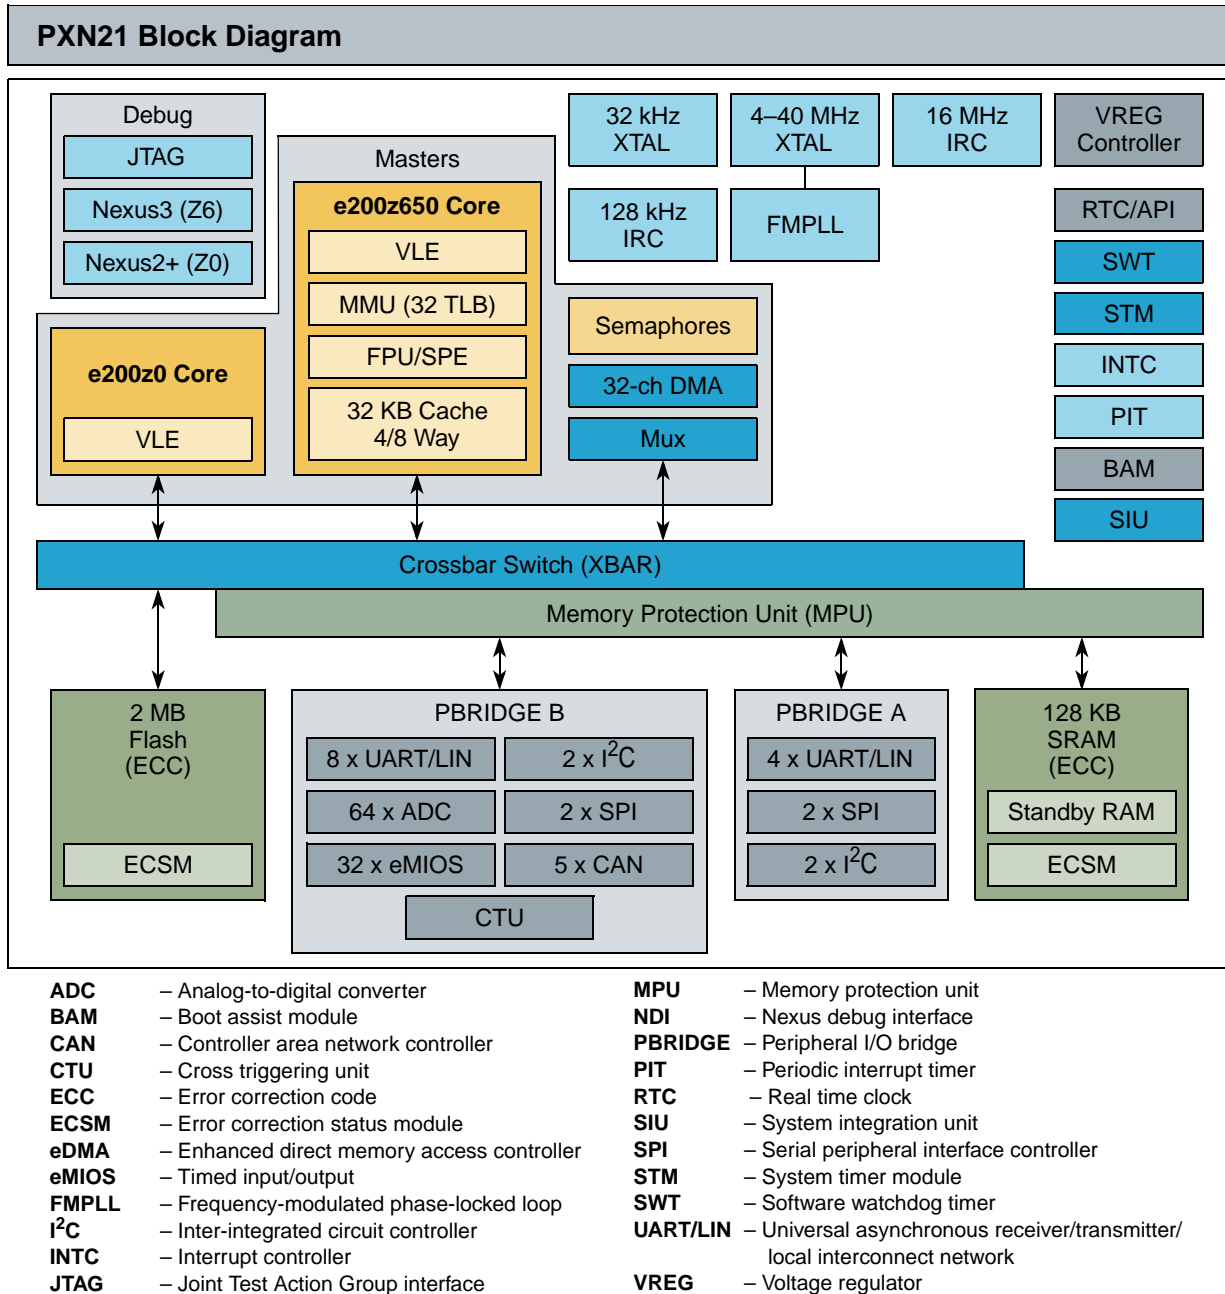 PXN21 Block Diagram
Debug
JTAG
Nexus3 (Z6)
Nexus2+ (Z0)
Masters
e200z650 Core
VLE
MMU (32 TLB)
FPU/SPE
32 KB Cache
4/8 Way
e200z0 Core
VLE
Semaphores
32-ch DMA
Mux
32 kHz
XTAL
4–40 MHz
XTAL
16 MHz
IRC
128 kHz
IRC
FMPLL
VREG
Controller
RTC/API
SWT
STM
INTC
PIT
BAM
SIU
Crossbar Switch (XBAR)
Memory Protection Unit (MPU)
2 MB
Flash
(ECC)
ECSM
PBRIDGE B
8 x UART/LIN
2 x I²C
64 x ADC
2 x SPI
32 x eMIOS
5 x CAN
CTU
PBRIDGE A
4 x UART/LIN
2 x SPI
2 x I²C
128 KB
SRAM
(ECC)
Standby RAM
ECSM
ADC – Analog-to-digital converter
BAM – Boot assist module
CAN – Controller area network controller
CTU – Cross triggering unit
ECC – Error correction code
ECSM – Error correction status module
eDMA – Enhanced direct memory access controller
eMIOS – Timed input/output
FMPLL – Frequency-modulated phase-locked loop
I²C – Inter-integrated circuit controller
INTC – Interrupt controller
JTAG – Joint Test Action Group interface
MPU – Memory protection unit
NDI – Nexus debug interface
PBRIDGE – Peripheral I/O bridge
PIT – Periodic interrupt timer
RTC – Real time clock
SIU – System integration unit
SPI – Serial peripheral interface controller
STM – System timer module
SWT – Software watchdog timer
UART/LIN – Universal asynchronous receiver/transmitter/
local interconnect network
VREG – Voltage regulator